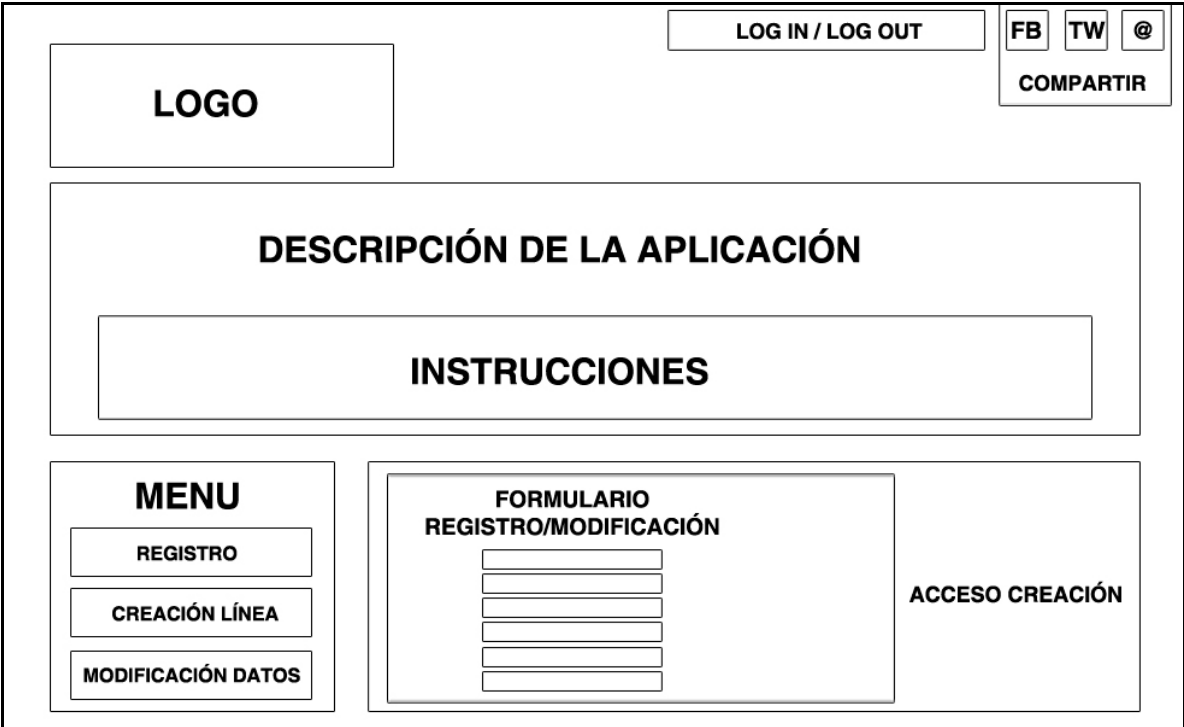 LOG IN / LOG OUT
FB TW @
COMPARTIR
LOGO
DESCRIPCIÓN DE LA APLICACIÓN
INSTRUCCIONES
MENU
REGISTRO
CREACIÓN LÍNEA
MODIFICACIÓN DATOS
FORMULARIO
REGISTRO/MODIFICACIÓN
ACCESO CREACIÓN